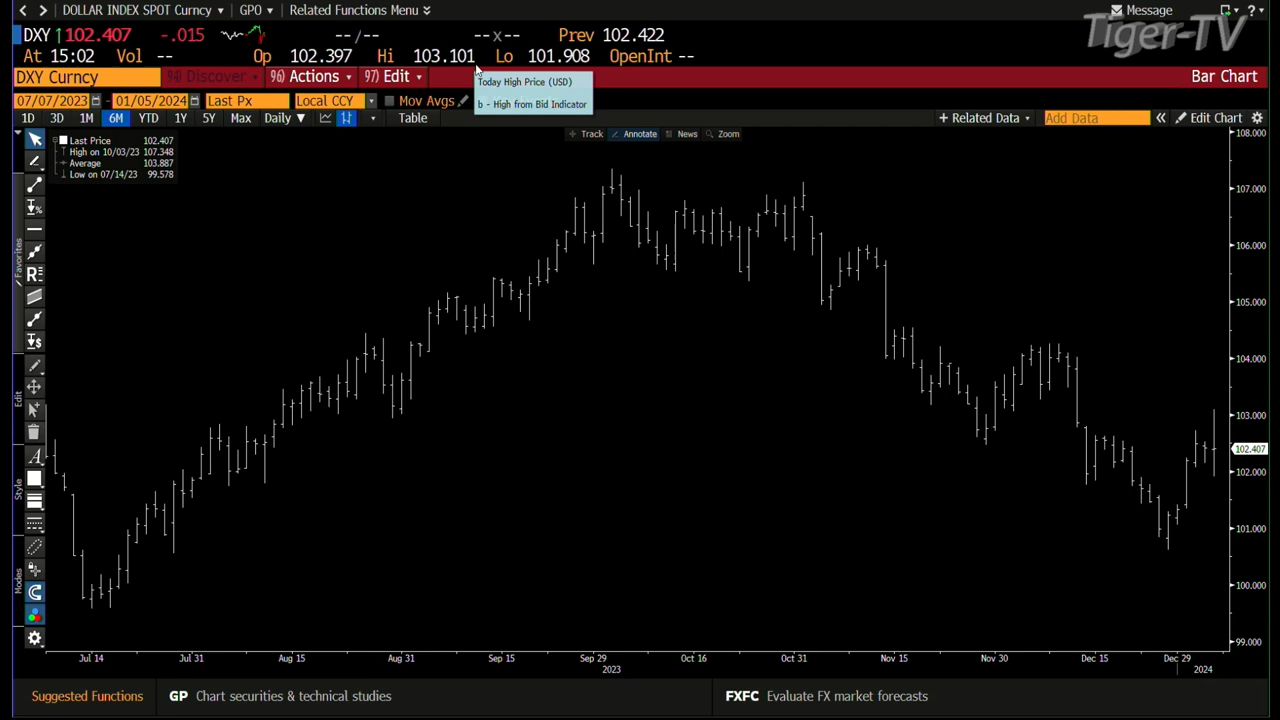 DOLLAR INDEX SPOT Curncy GPO Related Functions Menu Message
DXY 102.407 -.015 --/-- --x-- Prev 102.422
At 15:02 Vol -- Op 102.397 Hi 103.101 Lo 101.908 OpenInt --
Tiger-TV
DXY Curncy 94) Discover 96) Actions 97) Edit Bar Chart
Today High Price (USD)
b - High from Bid Indicator
07/07/2023 - 01/05/2024 Last Px Local CCY Mov Avgs
1D 3D 1M 6M YTD 1Y 5Y Max Daily Table + Related Data Add Data Edit Chart
Track Annotate News Zoom
Last Price 102.407
High on 10/03/23 107.348
Average 103.887
Low on 07/14/23 99.578
Favorites
Edit
Style
Modes
108.000
107.000
106.000
105.000
104.000
103.000
102.407
102.000
101.000
100.000
99.000
Jul 14 Jul 31 Aug 15 Aug 31 Sep 15 Sep 29 Oct 16 Oct 31 Nov 15 Nov 30 Dec 15 Dec 29
2023 2024
Suggested Functions GP Chart securities & technical studies FXFC Evaluate FX market forecasts